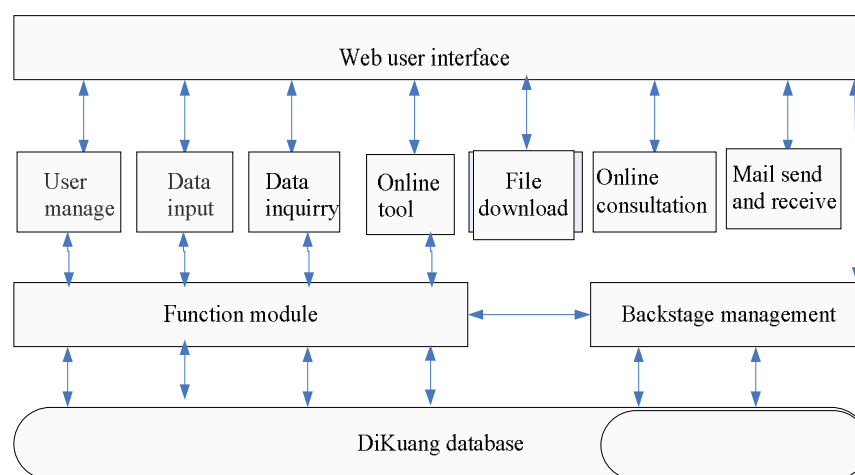 Web user interface
User
manage
Data
input
Data
inquirry
Online
tool
File
download
Online
consultation
Mail send
and receive
Function module
Backstage management
DiKuang database